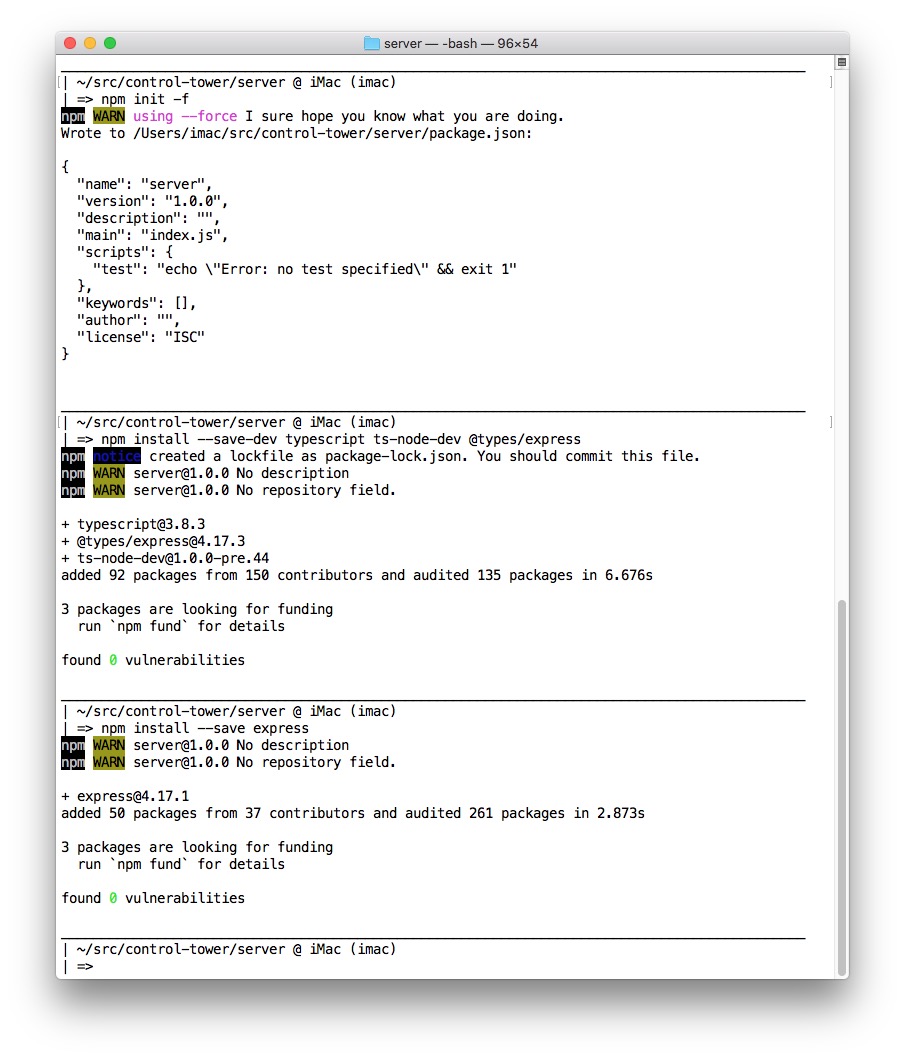 server — -bash — 96×54
| ~/src/control-tower/server @ iMac (imac)
| => npm init -f
npm WARN using --force I sure hope you know what you are doing.
Wrote to /Users/imac/src/control-tower/server/package.json:
{
  "name": "server",
  "version": "1.0.0",
  "description": "",
  "main": "index.js",
  "scripts": {
    "test": "echo \"Error: no test specified\" && exit 1"
  },
  "keywords": [],
  "author": "",
  "license": "ISC"
}
| ~/src/control-tower/server @ iMac (imac)
| => npm install --save-dev typescript ts-node-dev @types/express
npm notice created a lockfile as package-lock.json. You should commit this file.
npm WARN server@1.0.0 No description
npm WARN server@1.0.0 No repository field.
+ typescript@3.8.3
+ @types/express@4.17.3
+ ts-node-dev@1.0.0-pre.44
added 92 packages from 150 contributors and audited 135 packages in 6.676s
3 packages are looking for funding
  run `npm fund` for details
found 0 vulnerabilities
| ~/src/control-tower/server @ iMac (imac)
| => npm install --save express
npm WARN server@1.0.0 No description
npm WARN server@1.0.0 No repository field.
+ express@4.17.1
added 50 packages from 37 contributors and audited 261 packages in 2.873s
3 packages are looking for funding
  run `npm fund` for details
found 0 vulnerabilities
| ~/src/control-tower/server @ iMac (imac)
| =>